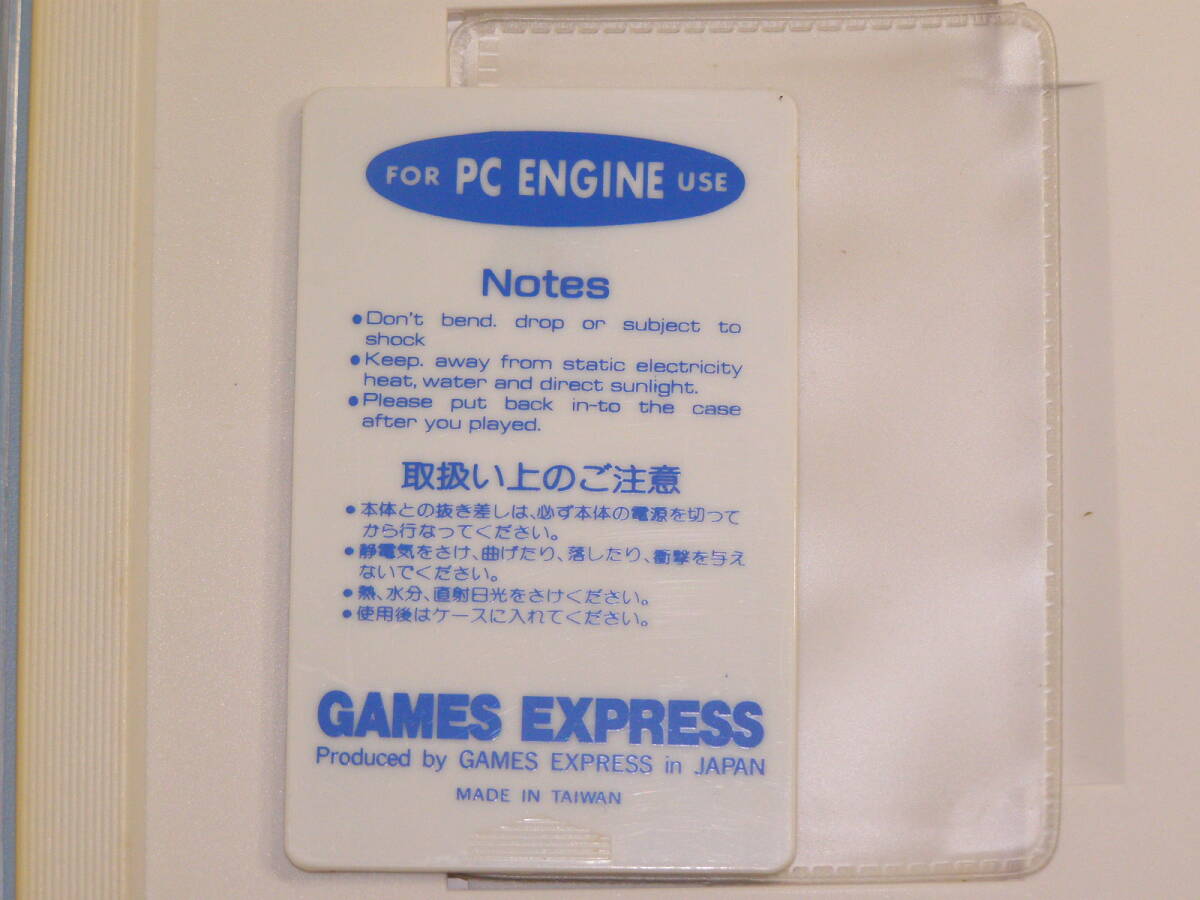 FOR PC ENGINE USE
Notes
●Don't bend. drop or subject to
shock
●Keep. away from static electricity
heat, water and direct sunlight.
●Please put back in-to the case
after you played.
取扱い上のご注意
●本体との抜き差しは、必ず本体の電源を切って
から行なってください。
●静電気をさけ、曲げたり、落したり、衝撃を与え
ないでください。
●熱、水分、直射日光をさけください。
●使用後はケースに入れてください。
GAMES EXPRESS
Produced by GAMES EXPRESS in JAPAN
MADE IN TAIWAN